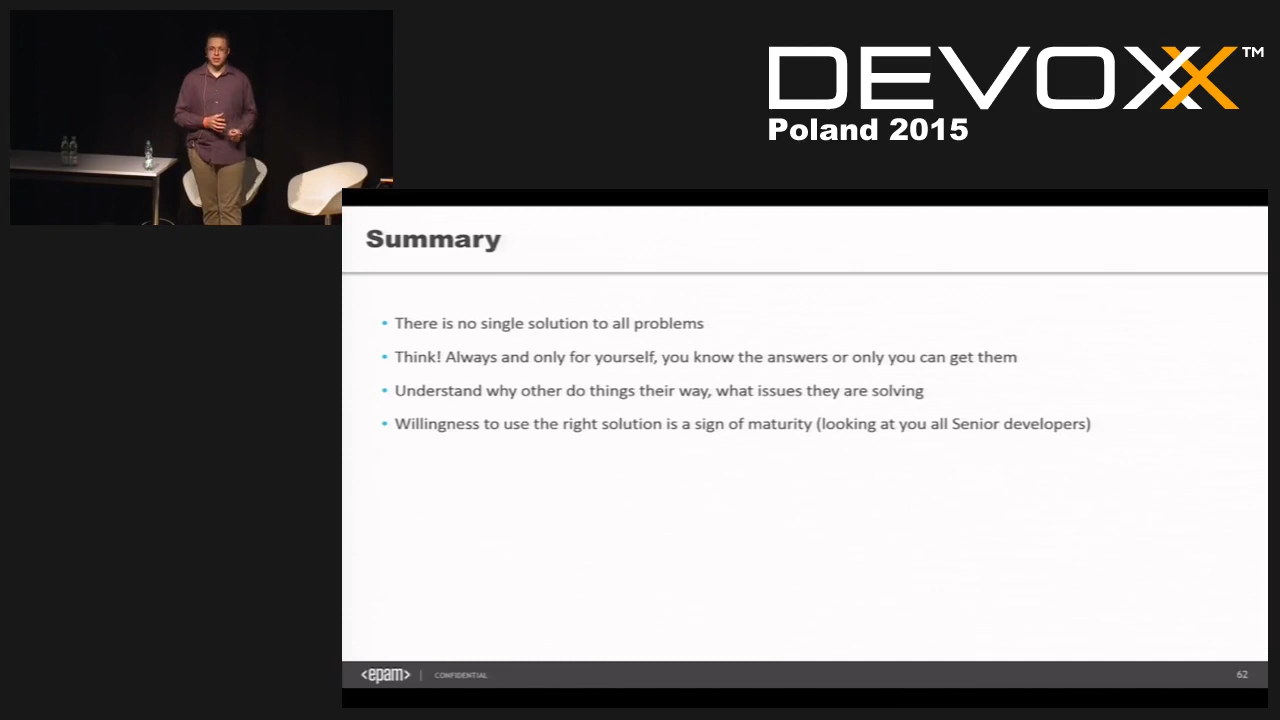 DEVOXX™
Poland 2015
Summary
• There is no single solution to all problems
• Think! Always and only for yourself, you know the answers or only you can get them
• Understand why other do things their way, what issues they are solving
• Willingness to use the right solution is a sign of maturity (looking at you all Senior developers)
<epam> | CONFIDENTIAL 62